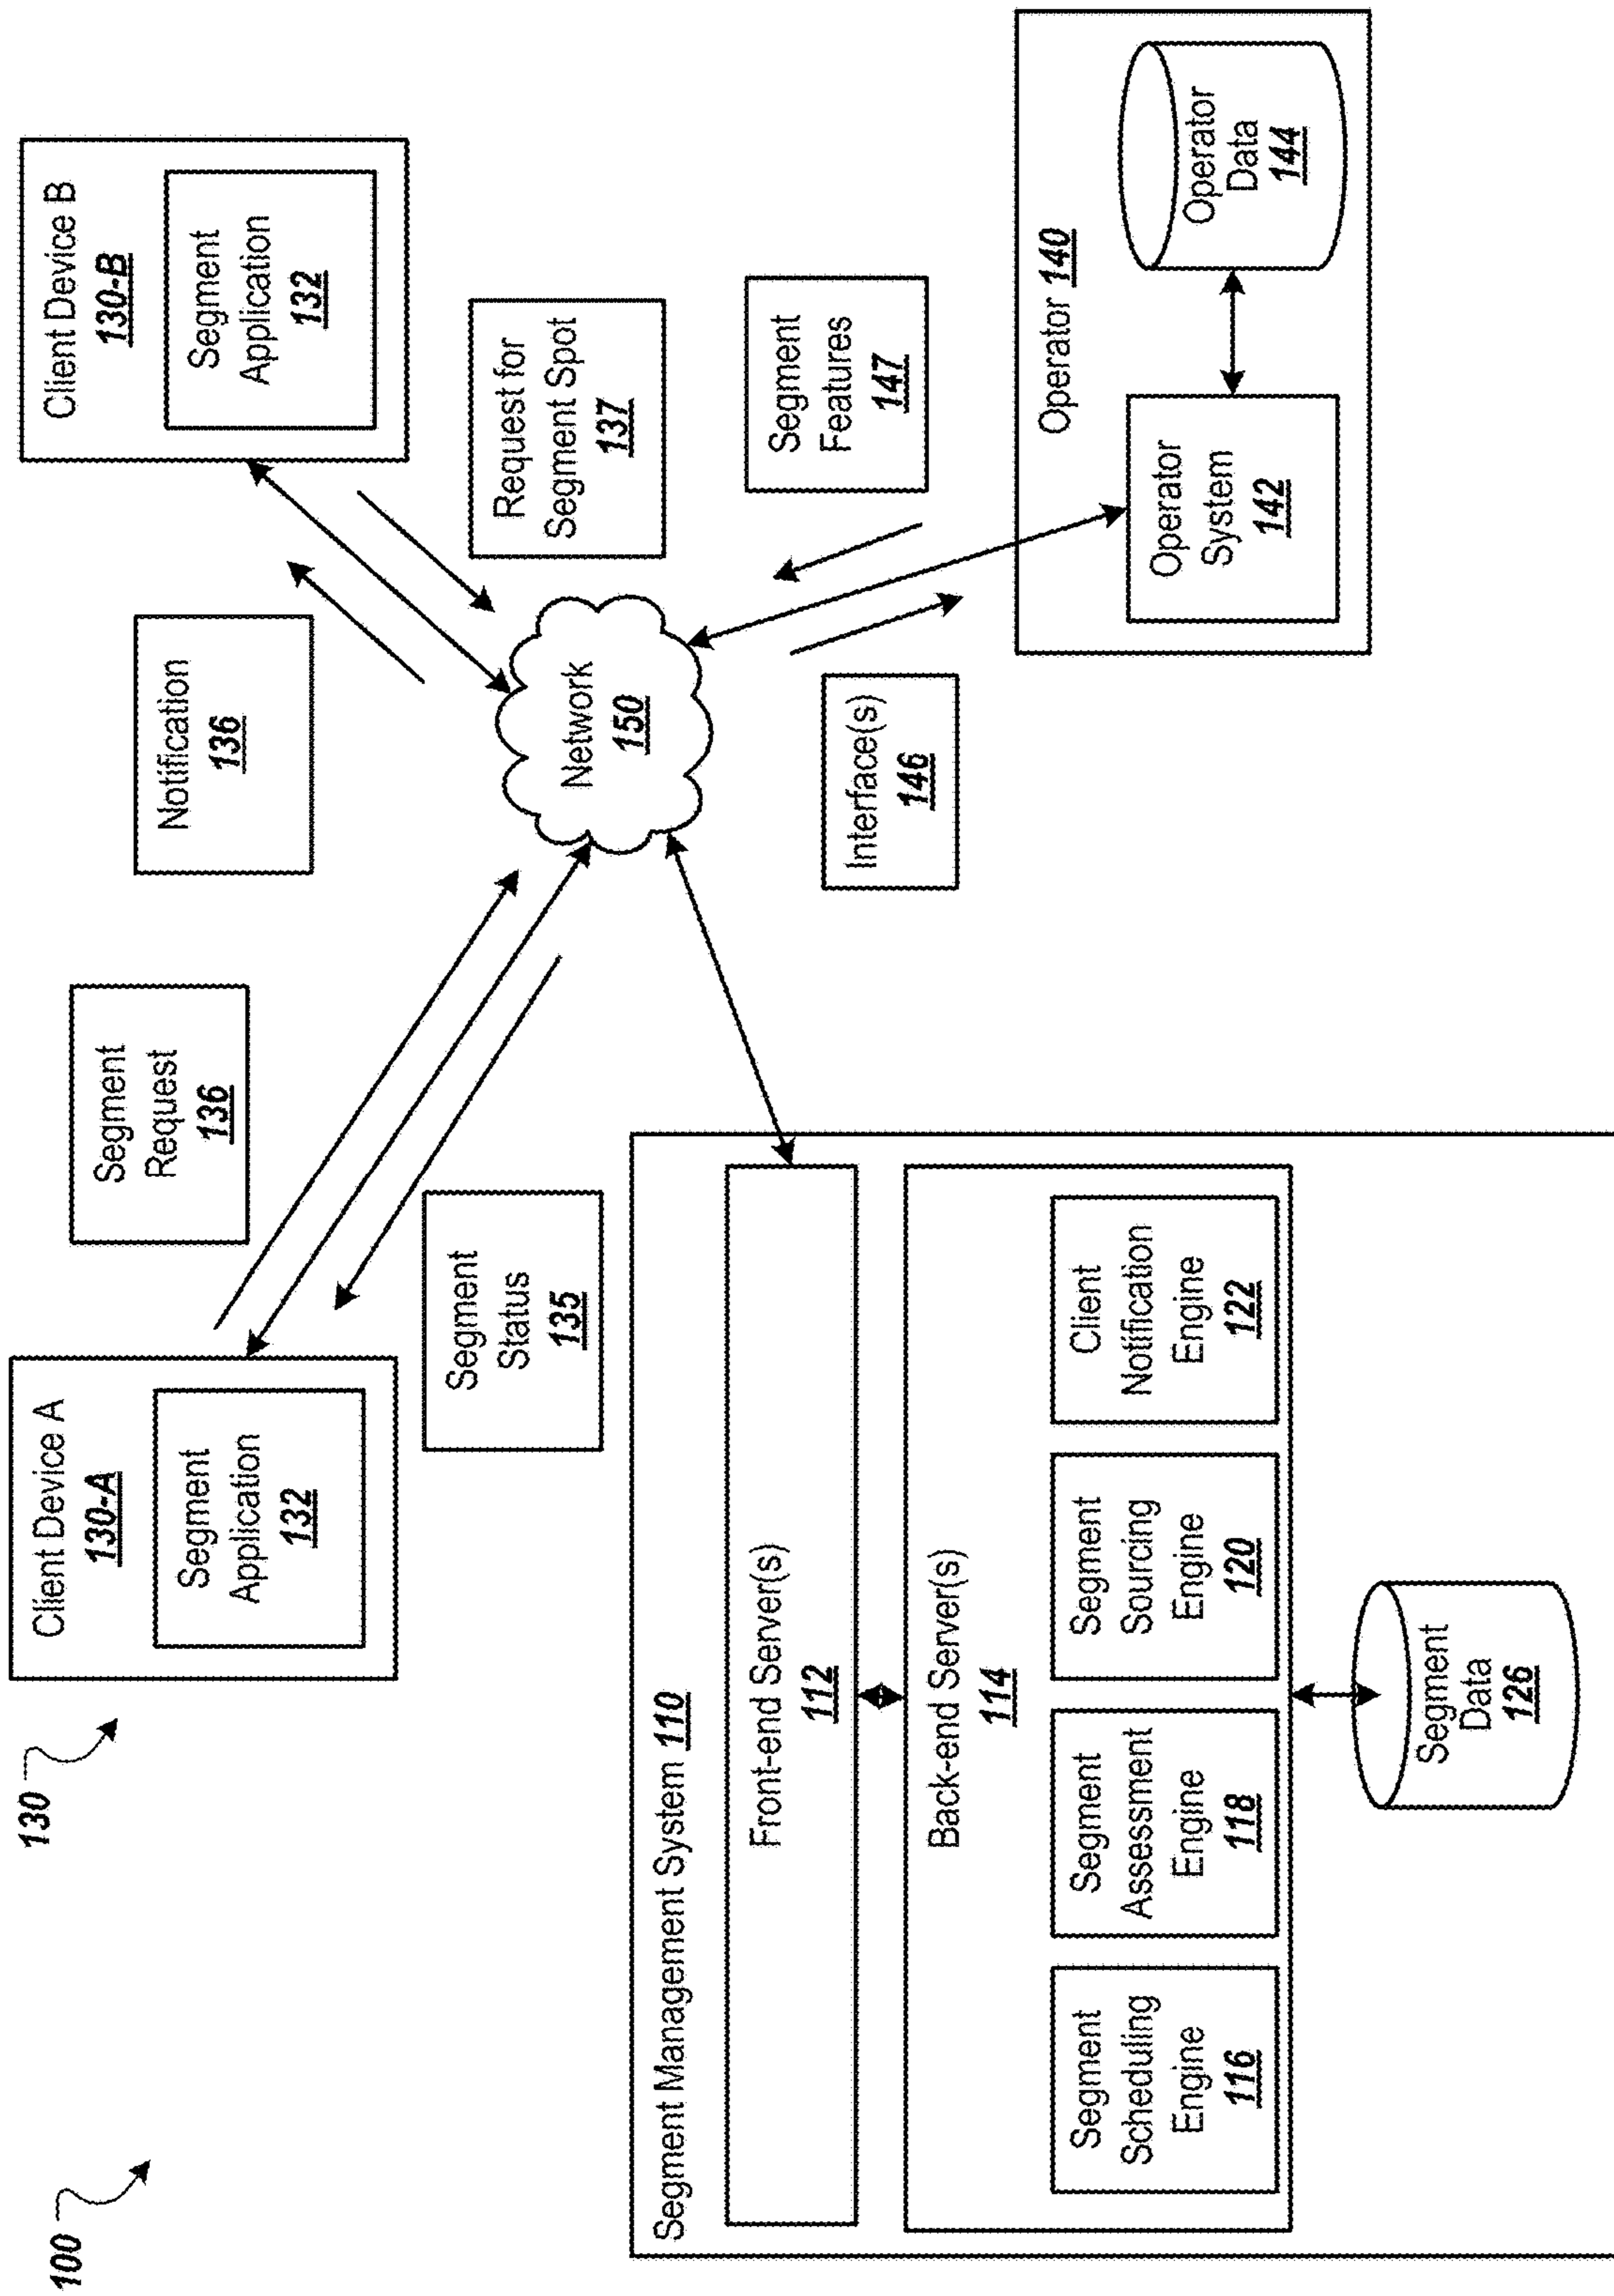 100
130
Client Device A
130-A
Segment
Application
132
Segment
Request
136
Notification
136
Client Device B
130-B
Segment
Application
132
Segment
Status
135
Network
150
Request for
Segment Spot
137
Interface(s)
146
Segment
Features
147
Segment Management System 110
Front-end Server(s)
112
Back-end Server(s)
114
Segment
Scheduling
Engine
116
Segment
Assessment
Engine
118
Segment
Sourcing
Engine
120
Client
Notification
Engine
122
Segment
Data
126
Operator 140
Operator
System
142
Operator
Data
144